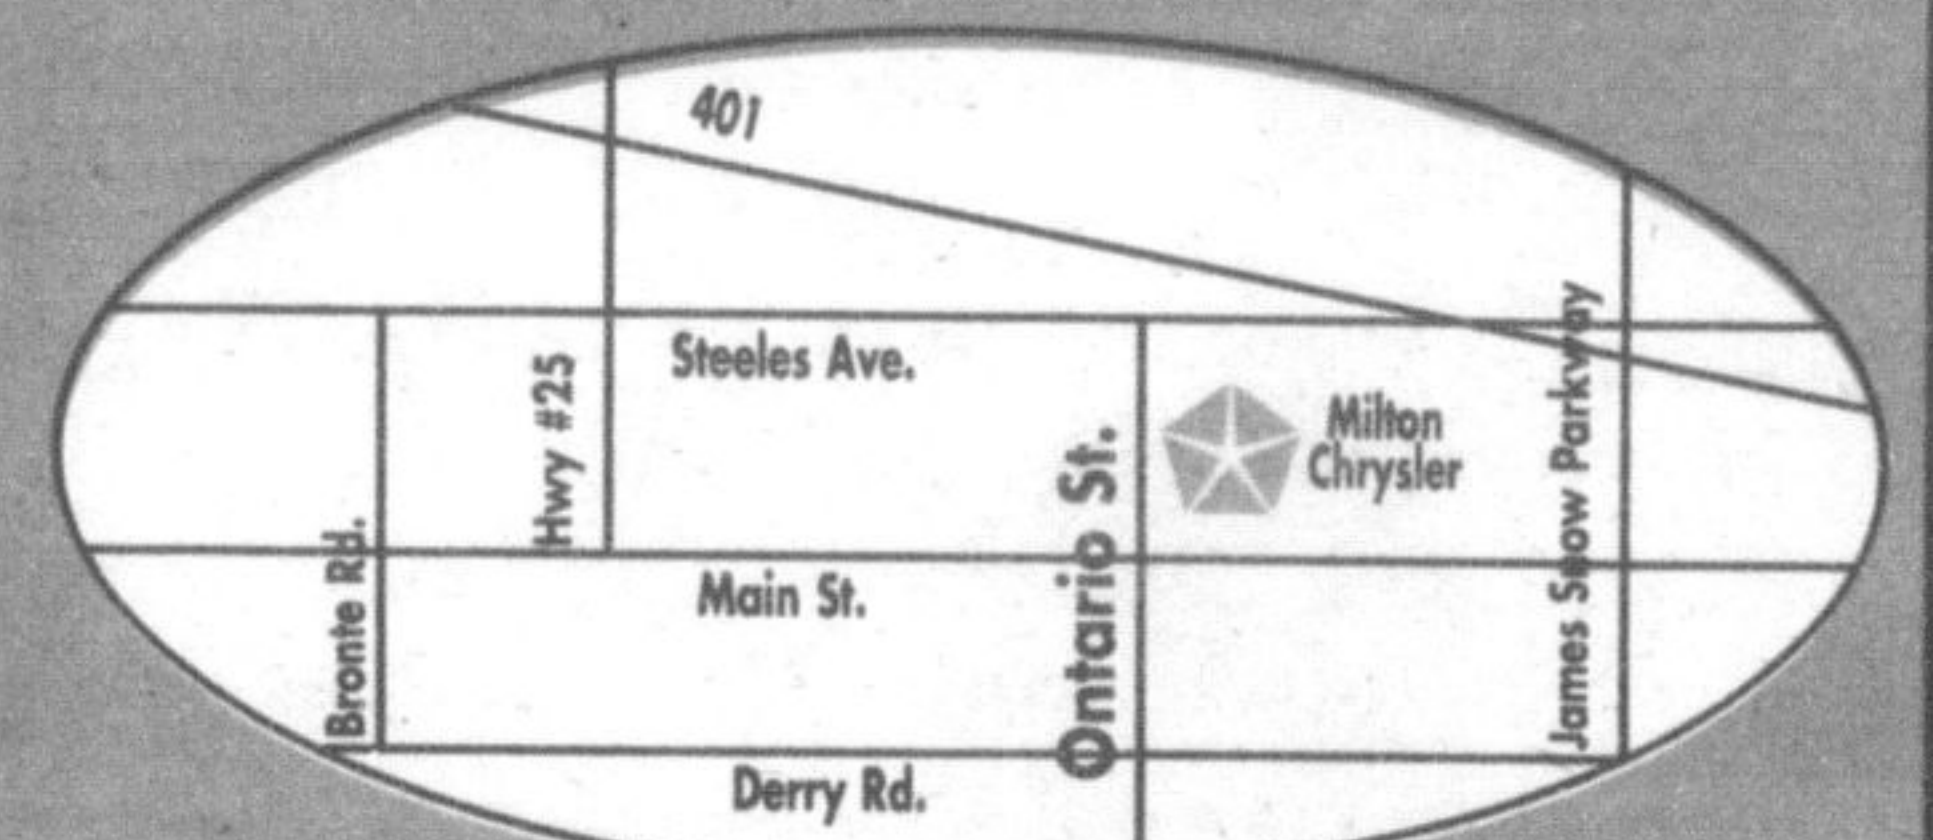 401
Steeles Ave.
Hwy #25
Milton
Chrysler
Ontario St.
James Snow Parkway
Bronte Rd.
Main St.
Derry Rd.